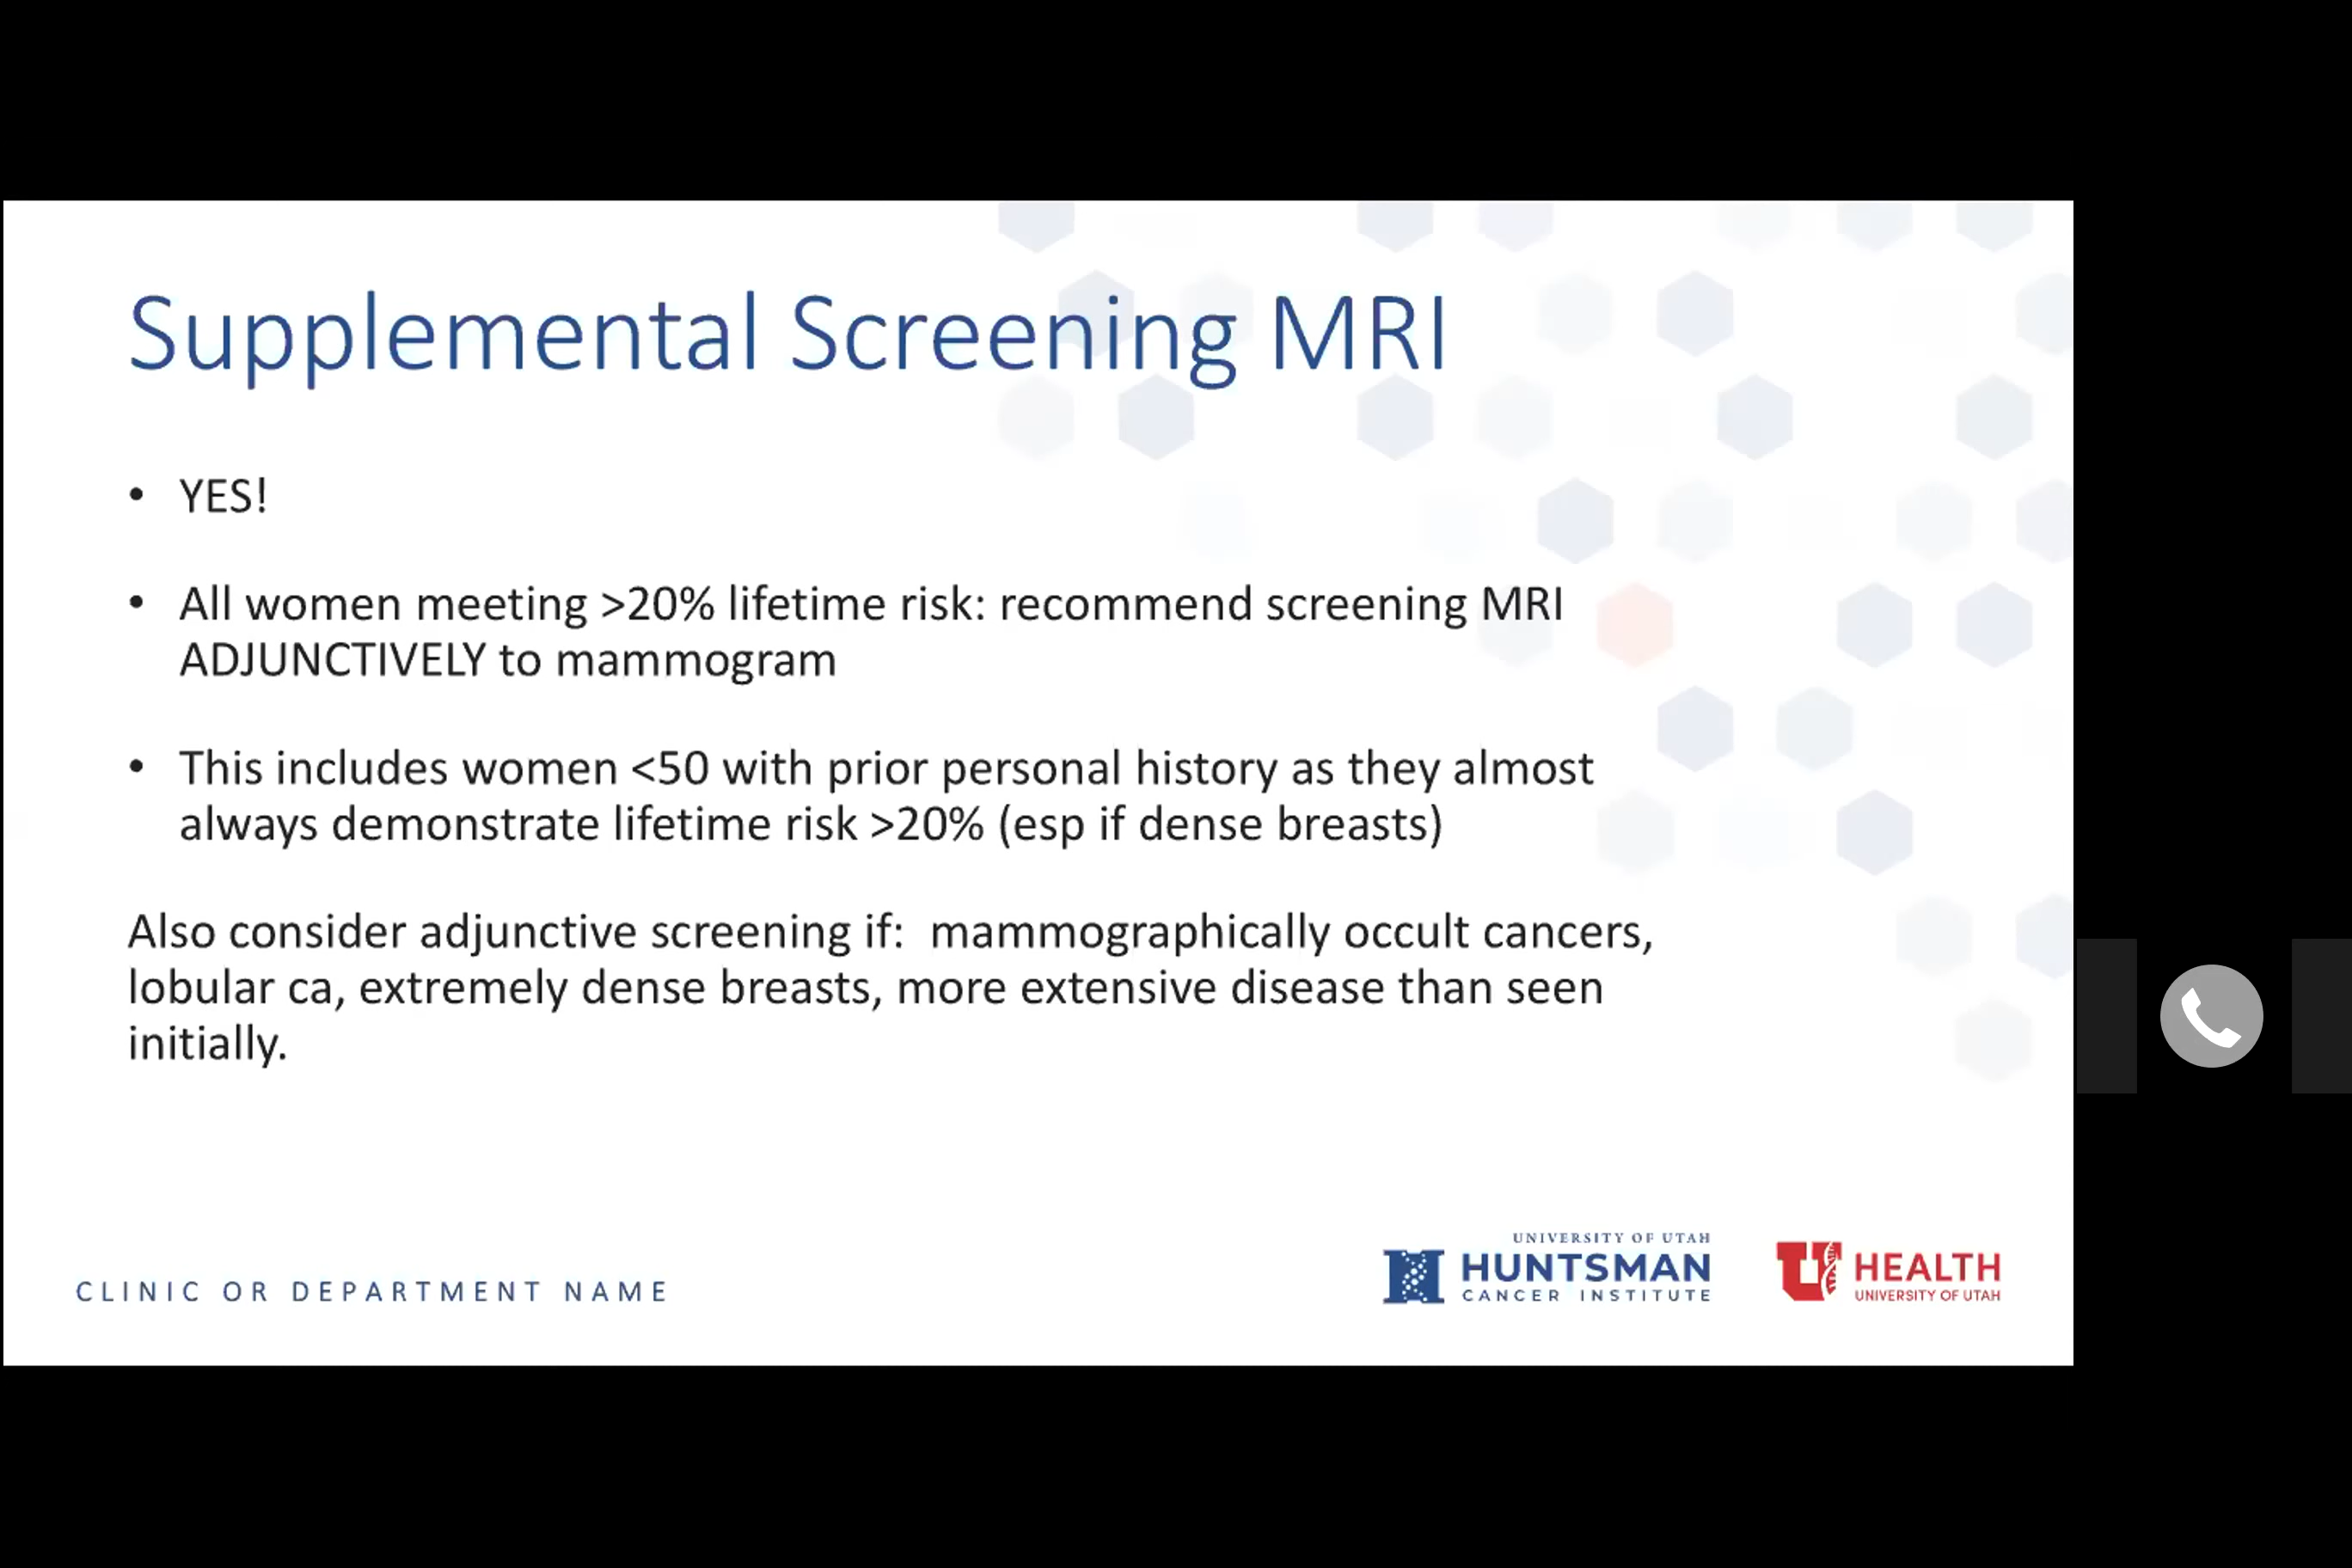 Supplemental Screening MRI
• YES!
• All women meeting >20% lifetime risk: recommend screening MRI
ADJUNCTIVELY to mammogram
• This includes women <50 with prior personal history as they almost
always demonstrate lifetime risk >20% (esp if dense breasts)
Also consider adjunctive screening if:  mammographically occult cancers,
lobular ca, extremely dense breasts, more extensive disease than seen
initially.
CLINIC OR DEPARTMENT NAME
UNIVERSITY OF UTAH
HUNTSMAN
CANCER INSTITUTE
U HEALTH
UNIVERSITY OF UTAH